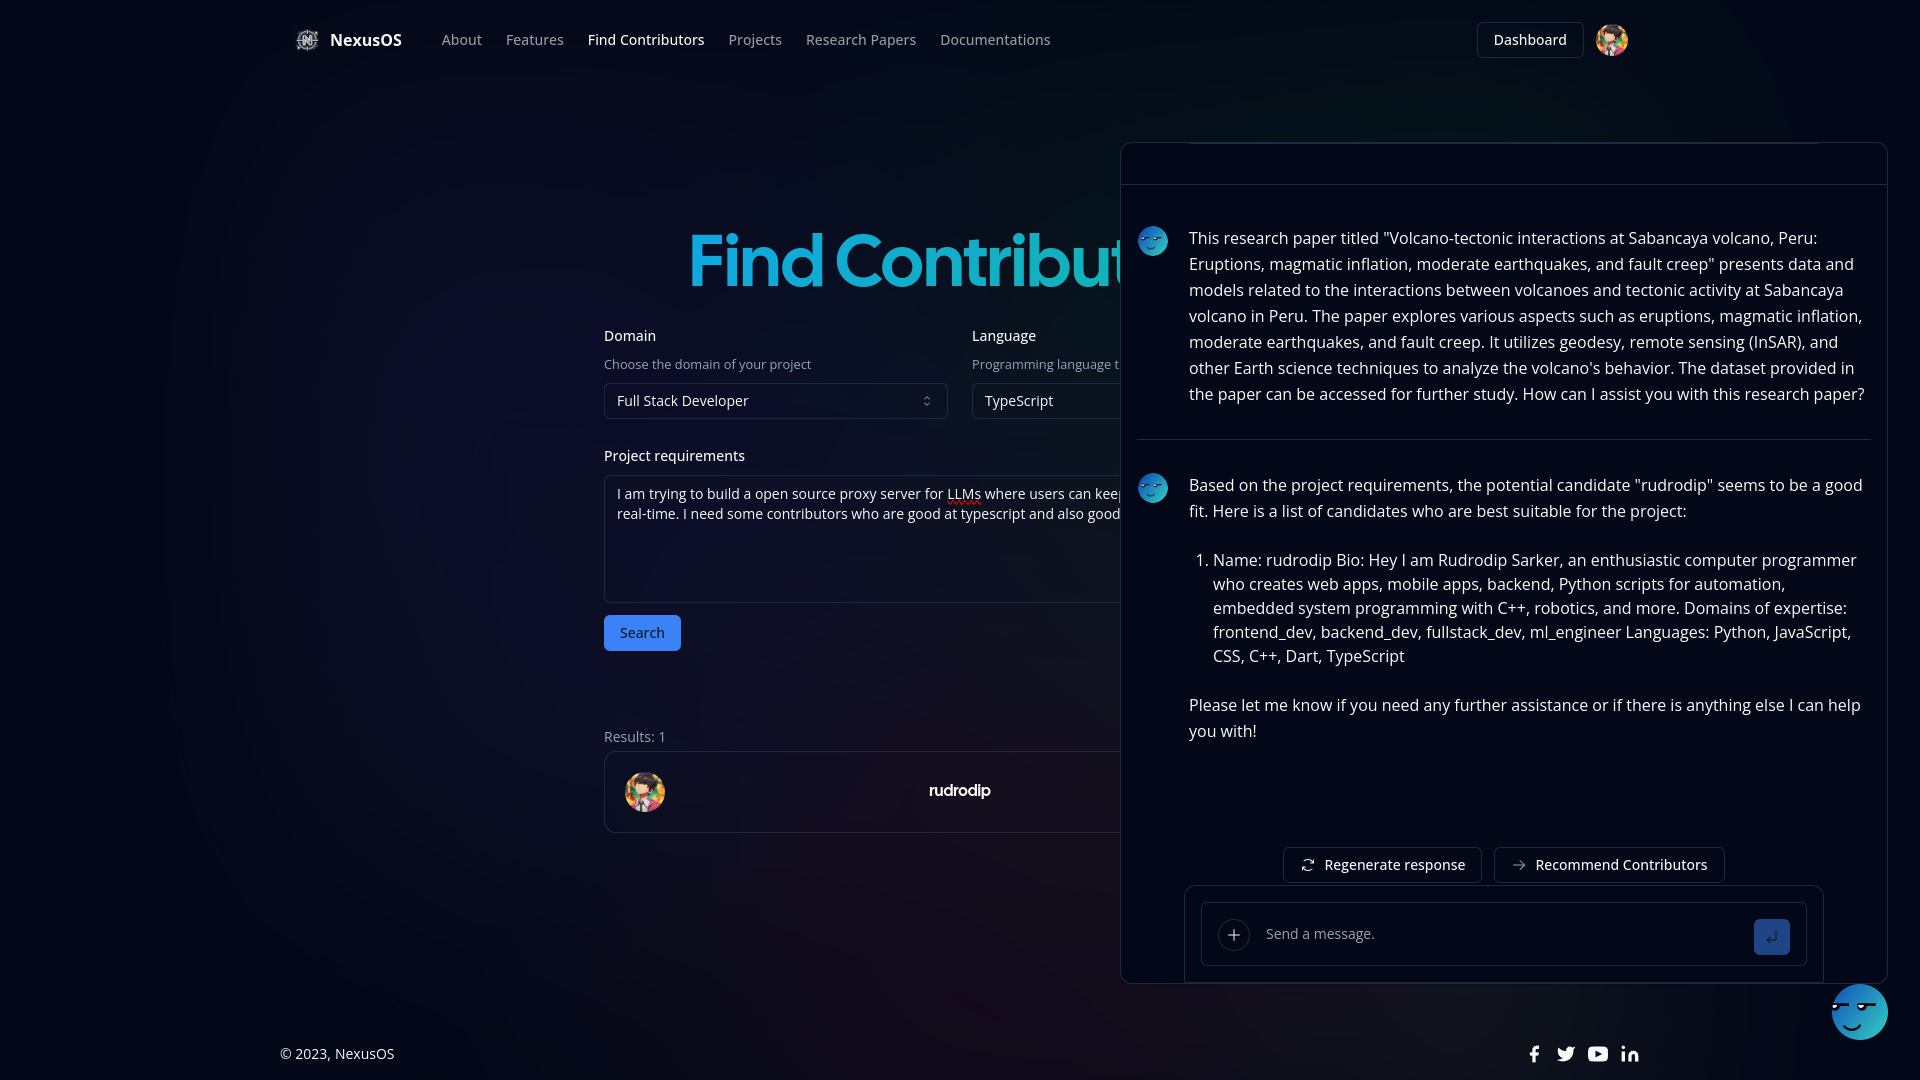 NexusOS
About
Features
Find Contributors
Projects
Research Papers
Documentations
Dashboard
Find Contribut
Domain
Choose the domain of your project
Full Stack Developer
Language
Programming language t
TypeScript
Project requirements
I am trying to build a open source proxy server for LLMs where users can keep
real-time. I need some contributors who are good at typescript and also good
Search
Results: 1
rudrodip
This research paper titled "Volcano-tectonic interactions at Sabancaya volcano, Peru:
Eruptions, magmatic inflation, moderate earthquakes, and fault creep" presents data and
models related to the interactions between volcanoes and tectonic activity at Sabancaya
volcano in Peru. The paper explores various aspects such as eruptions, magmatic inflation,
moderate earthquakes, and fault creep. It utilizes geodesy, remote sensing (InSAR), and
other Earth science techniques to analyze the volcano's behavior. The dataset provided in
the paper can be accessed for further study. How can I assist you with this research paper?
Based on the project requirements, the potential candidate "rudrodip" seems to be a good
fit. Here is a list of candidates who are best suitable for the project:
1. Name: rudrodip Bio: Hey I am Rudrodip Sarker, an enthusiastic computer programmer
who creates web apps, mobile apps, backend, Python scripts for automation,
embedded system programming with C++, robotics, and more. Domains of expertise:
frontend_dev, backend_dev, fullstack_dev, ml_engineer Languages: Python, JavaScript,
CSS, C++, Dart, TypeScript
Please let me know if you need any further assistance or if there is anything else I can help
you with!
Regenerate response
Recommend Contributors
Send a message.
© 2023, NexusOS